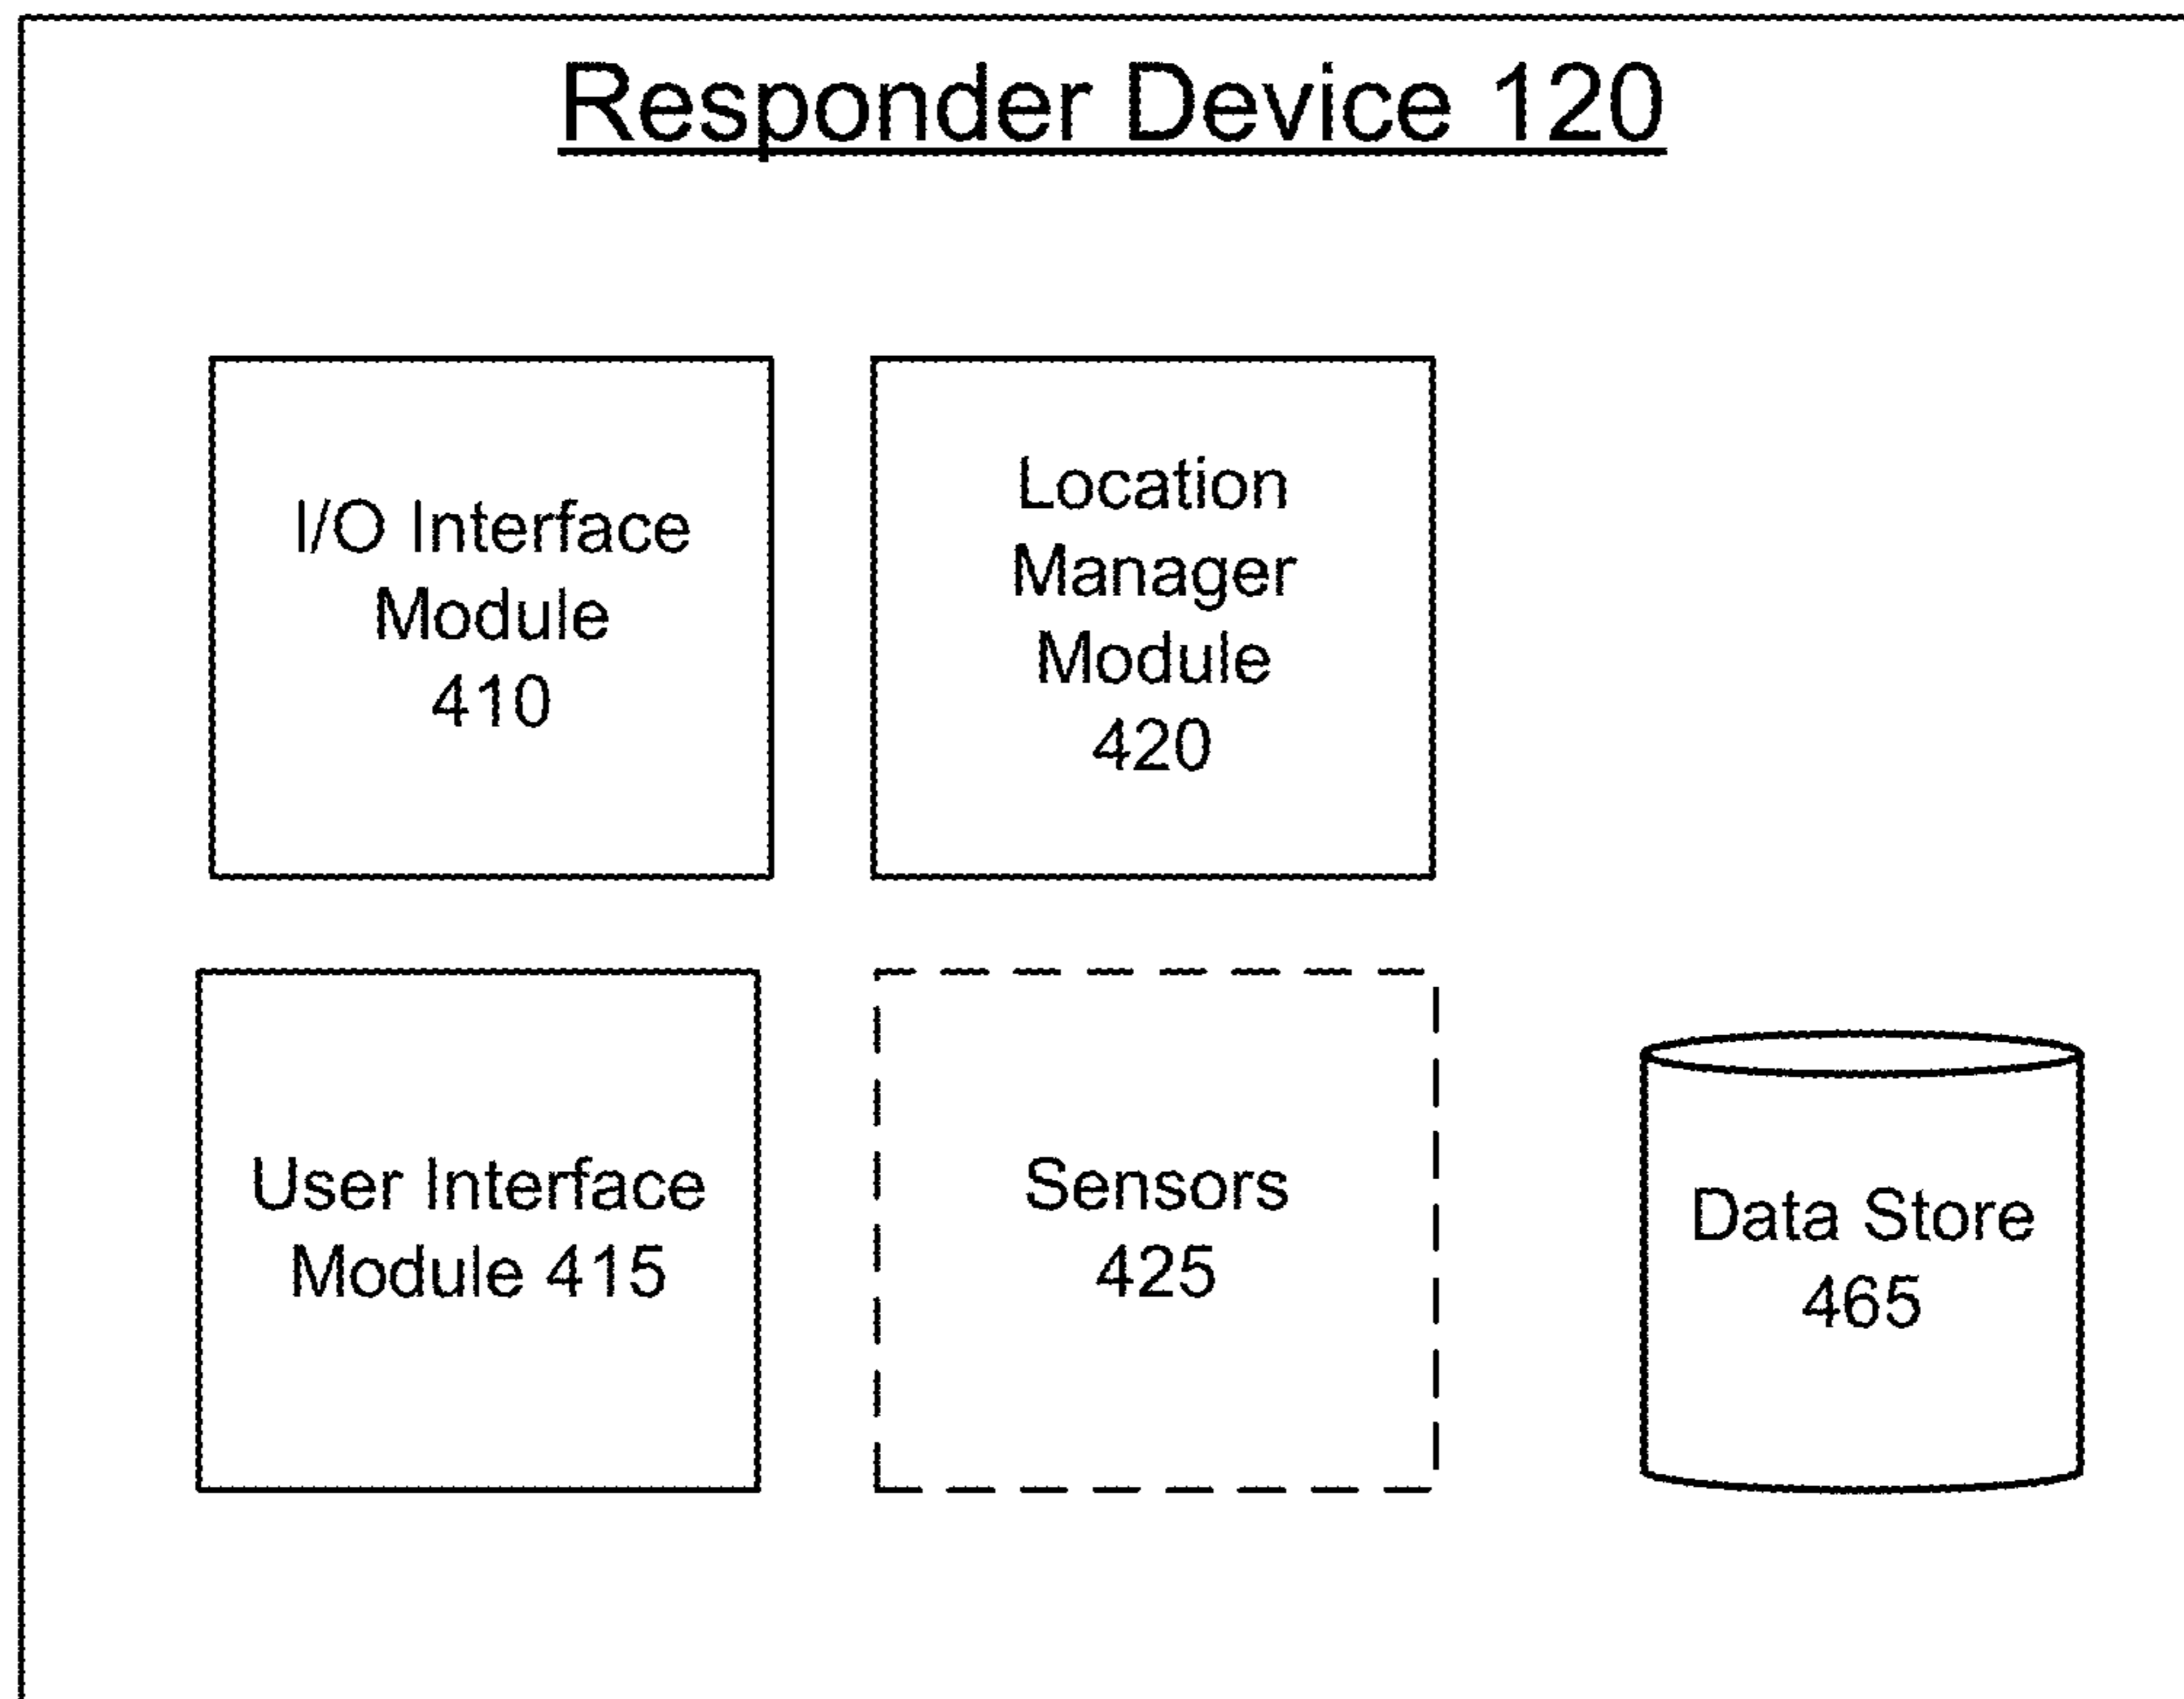 Responder Device 120
I/O Interface
Module
410
Location
Manager
Module
420
User Interface
Module 415
Sensors
425
Data Store
465